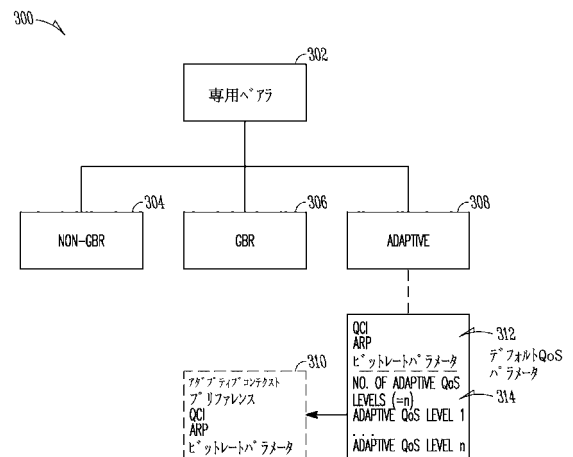 300
302
専用ベアラ
304
NON-GBR
306
GBR
308
ADAPTIVE
QCI
ARP
ビットレートパラメータ
312
デフォルトQoS
パラメータ
NO. OF ADAPTIVE QoS
LEVELS (=n)
314
ADAPTIVE QoS LEVEL 1
. . .
ADAPTIVE QoS LEVEL n
310
アダプティブコンテクスト
プリファレンス
QCI
ARP
ビットレートパラメータ